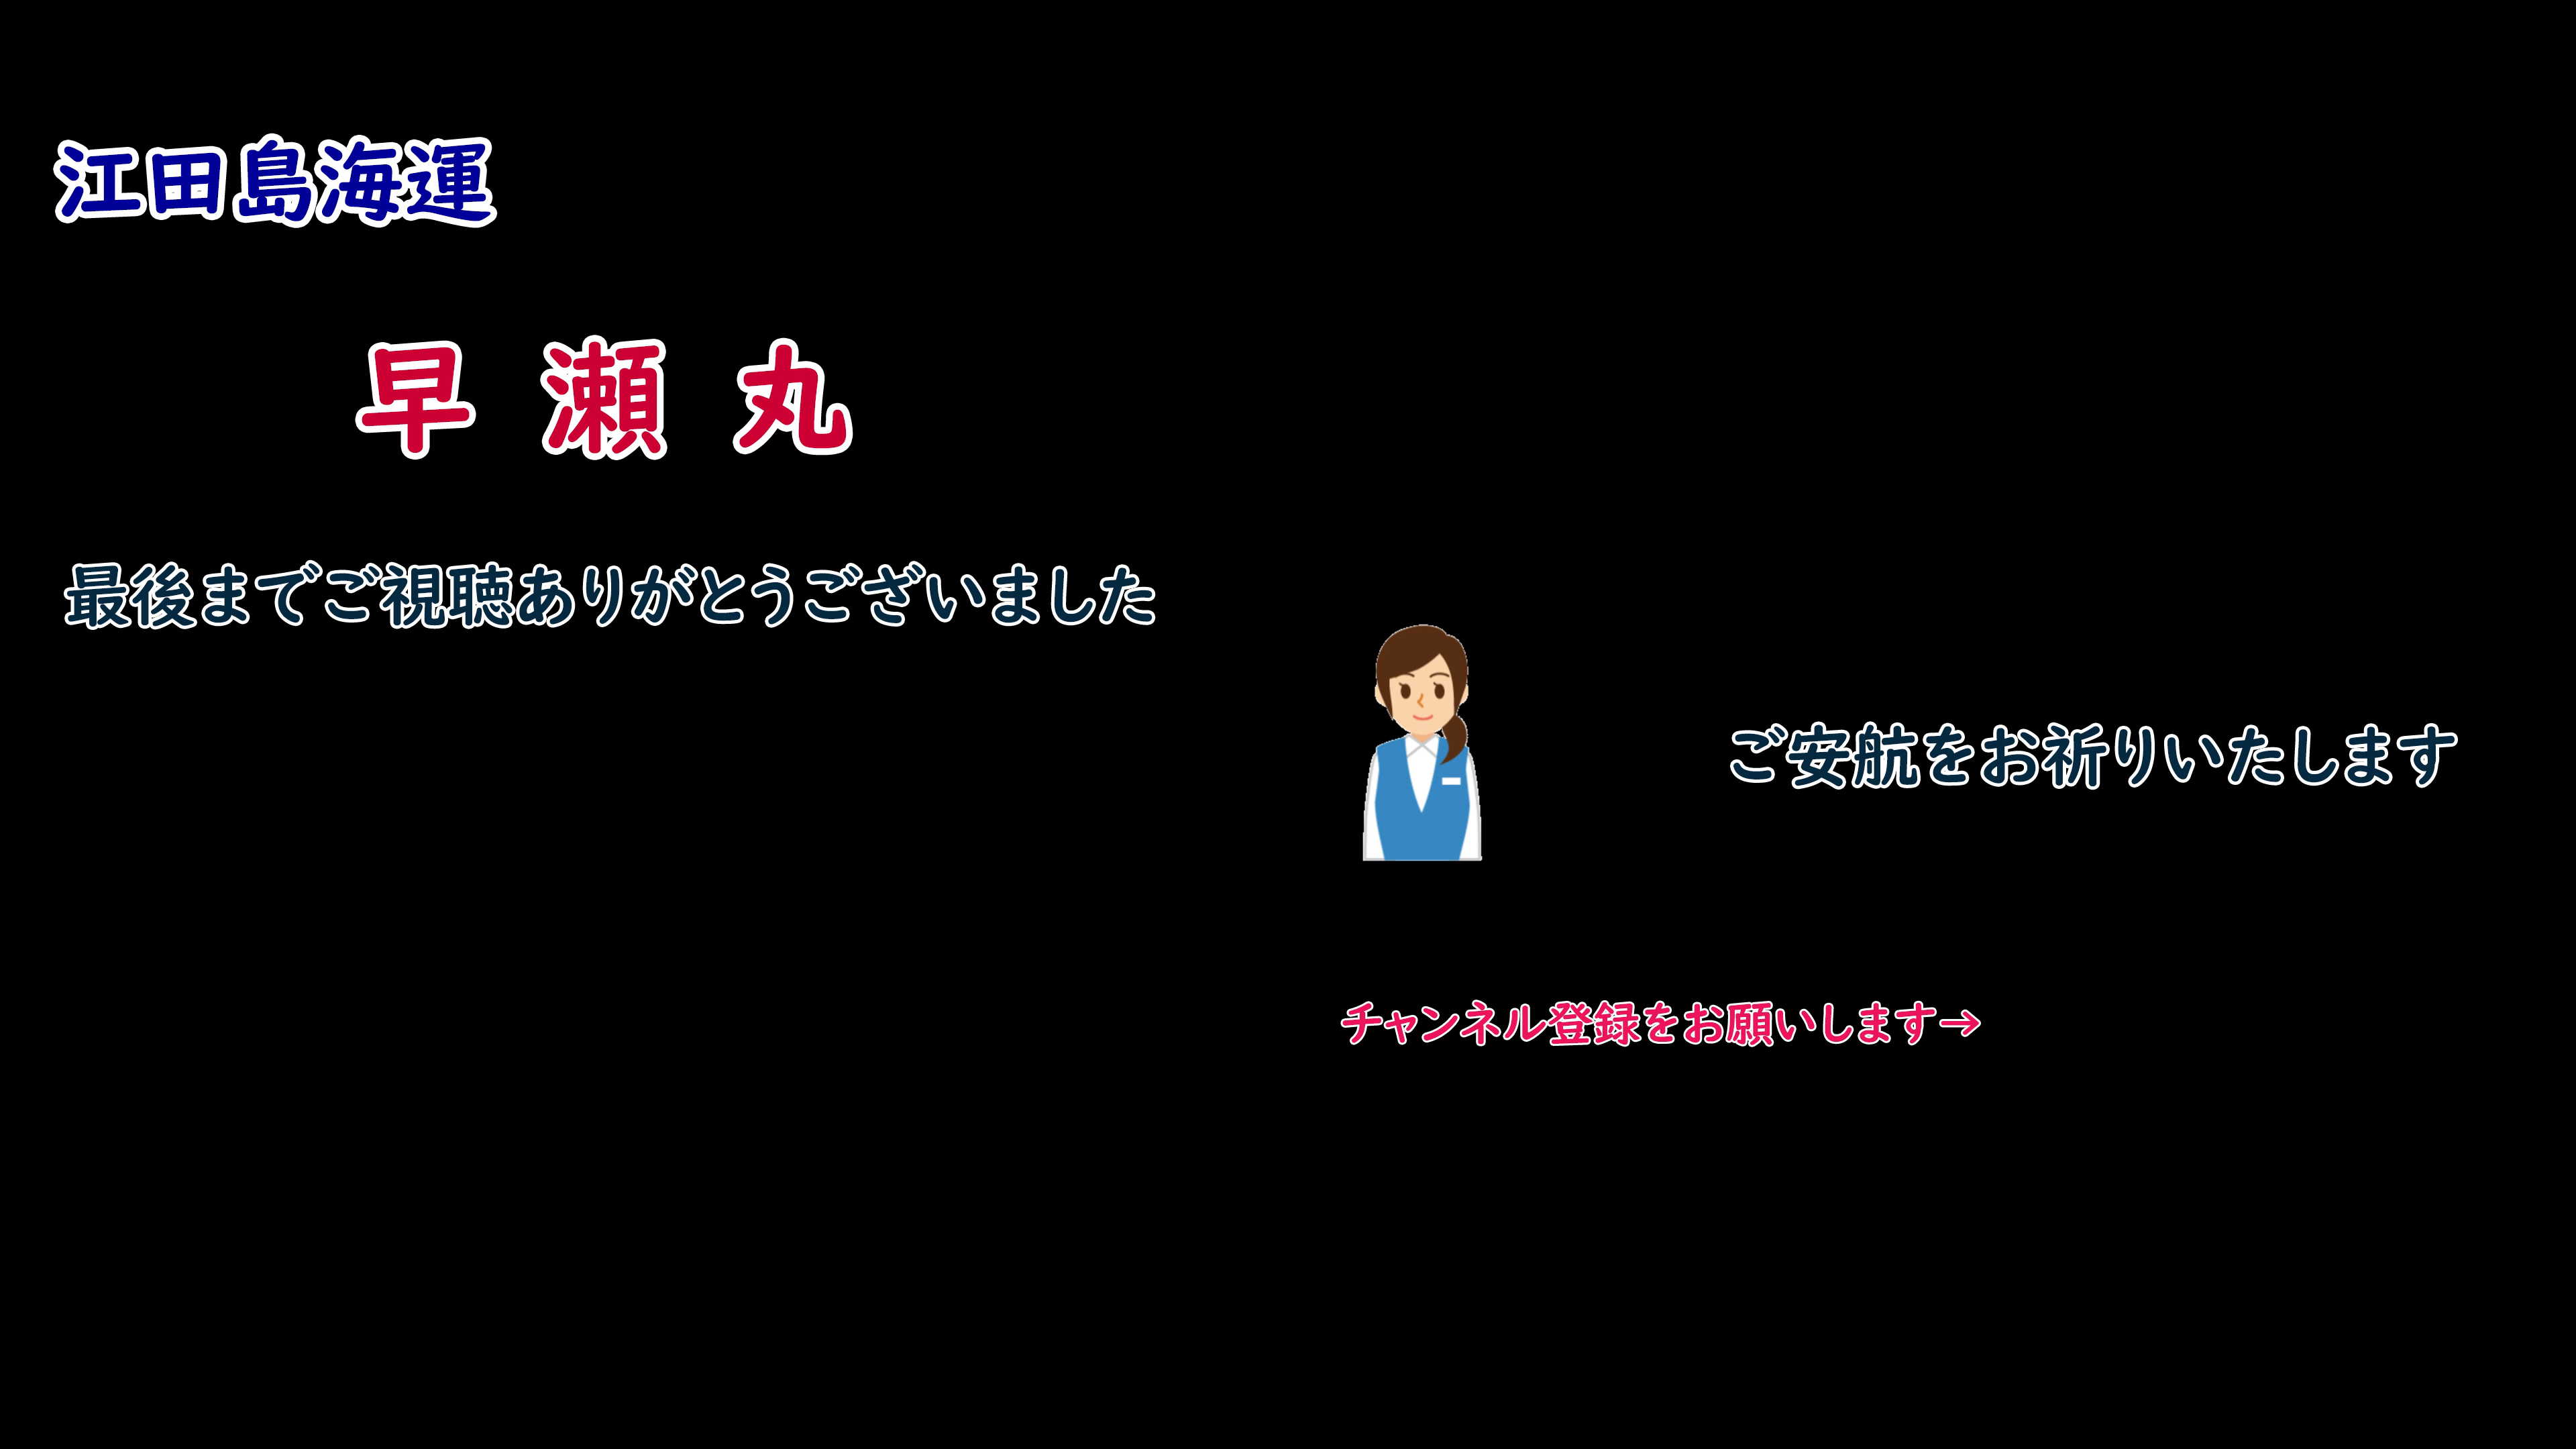 江田島海運
早瀬丸
最後までご視聴ありがとうございました
ご安航をお祈りいたします
チャンネル登録をお願いします→